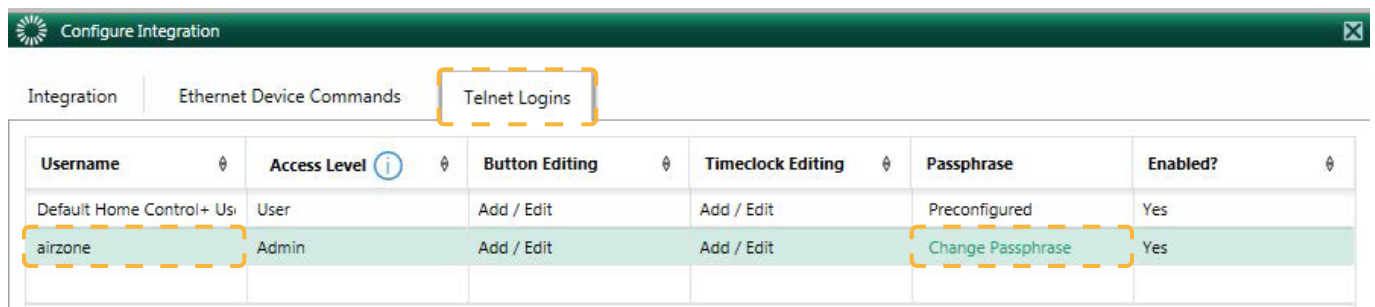 Configure Integration
Integration Ethernet Device Commands Telnet Logins
Username Access Level i Button Editing Timeclock Editing Passphrase Enabled?
Default Home Control+ Us User Add / Edit Add / Edit Preconfigured Yes
airzone Admin Add / Edit Add / Edit Change Passphrase Yes